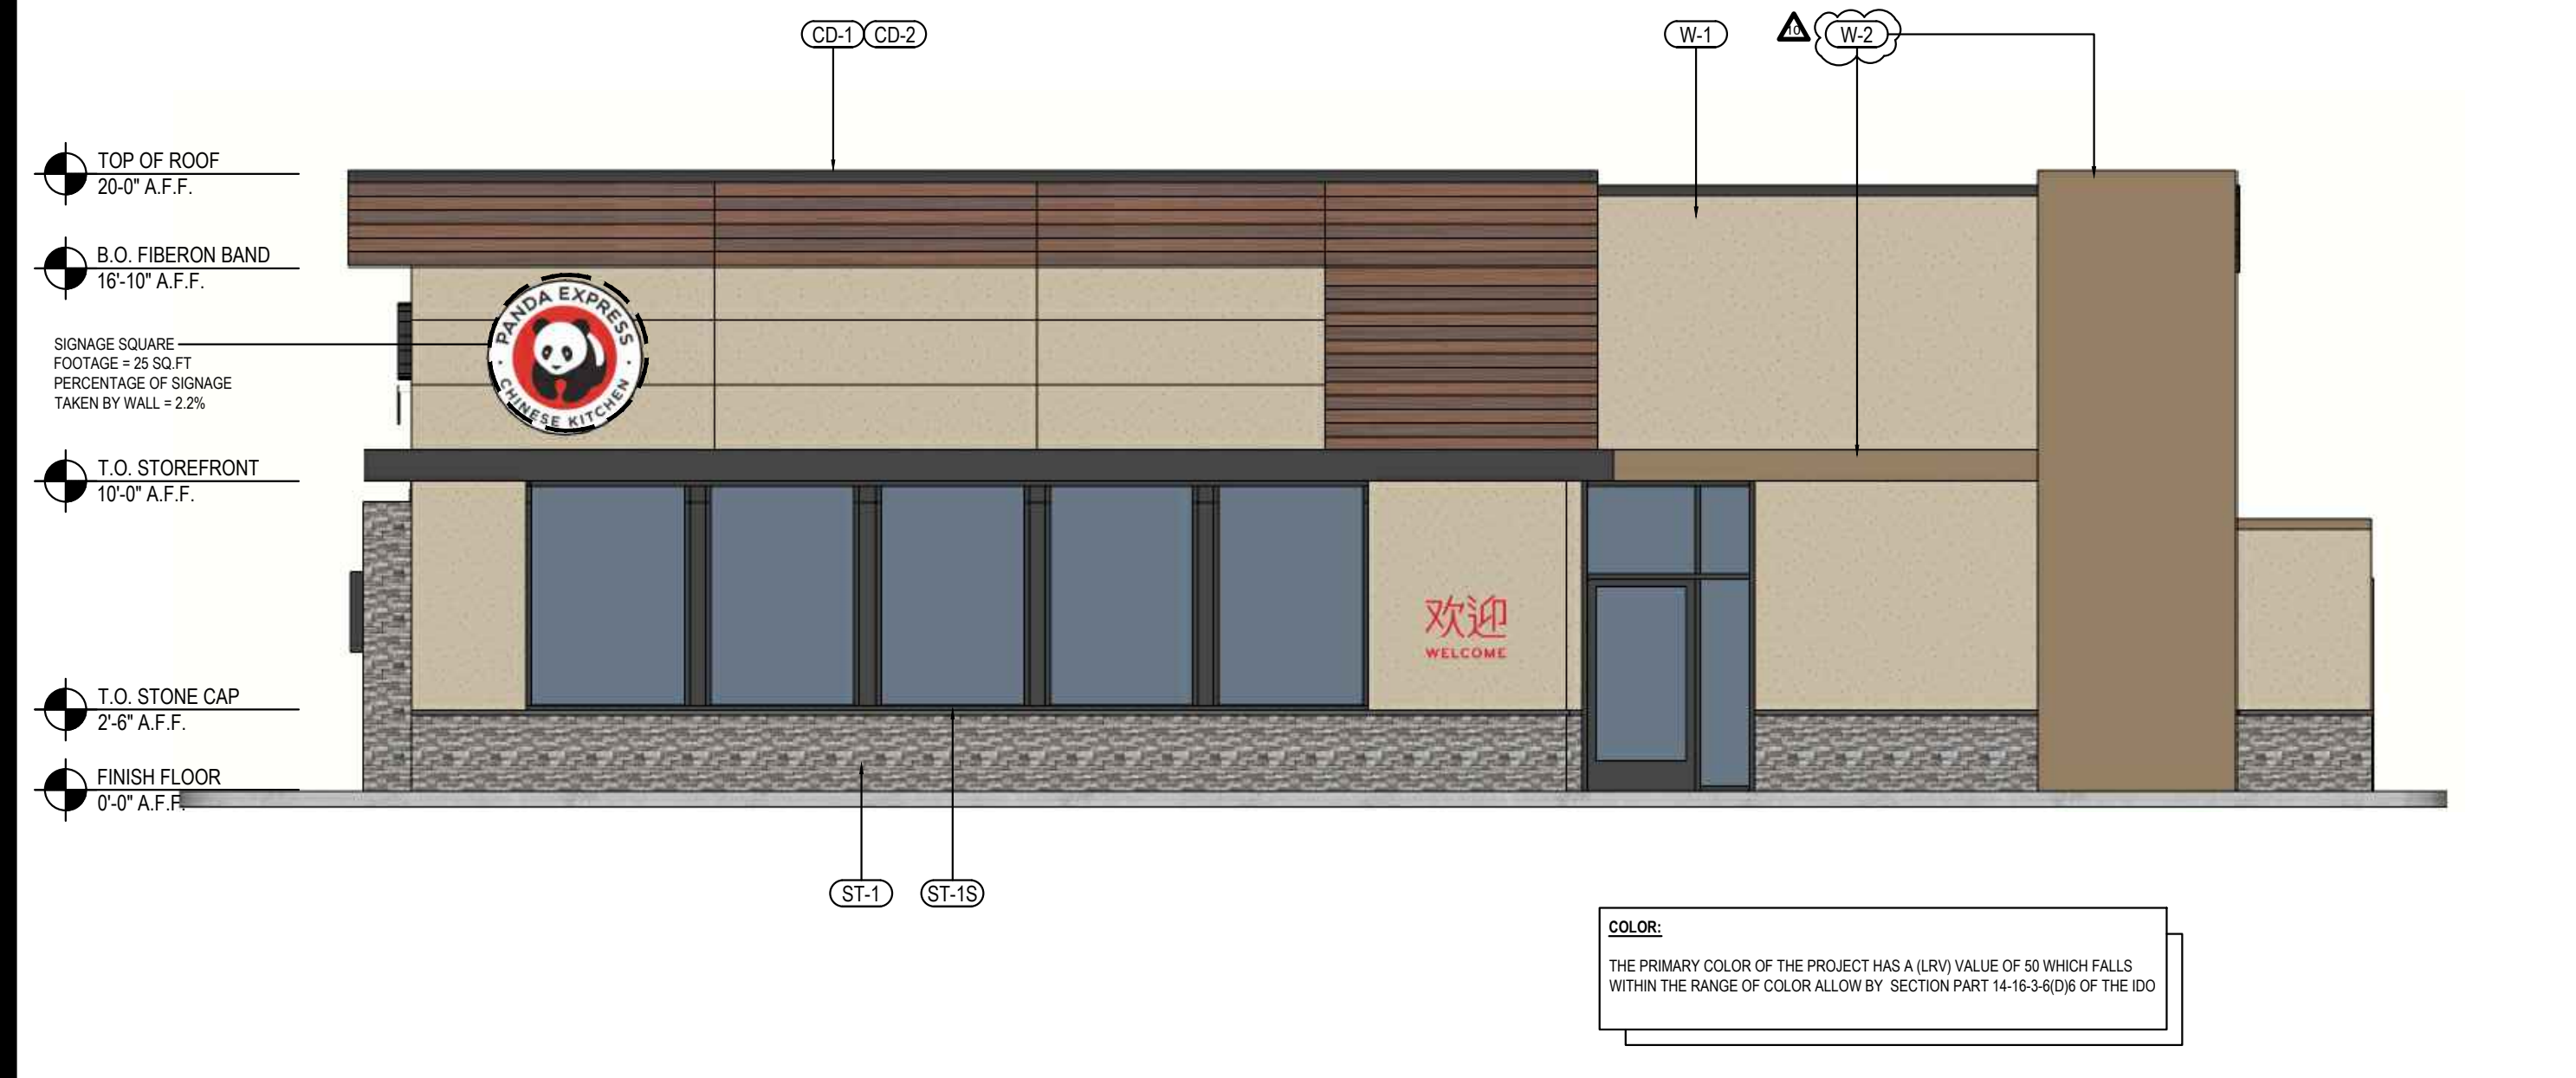 CD-1 CD-2
W-1
10 W-2
TOP OF ROOF
20-0" A.F.F.
B.O. FIBERON BAND
16'-10" A.F.F.
SIGNAGE SQUARE
FOOTAGE = 25 SQ.FT
PERCENTAGE OF SIGNAGE
TAKEN BY WALL = 2.2%
PANDA EXPRESS
· CHINESE KITCHEN ·
T.O. STOREFRONT
10'-0" A.F.F.
欢迎
WELCOME
T.O. STONE CAP
2'-6" A.F.F.
FINISH FLOOR
0'-0" A.F.F.
ST-1 ST-1S
COLOR:
THE PRIMARY COLOR OF THE PROJECT HAS A (LRV) VALUE OF 50 WHICH FALLS
WITHIN THE RANGE OF COLOR ALLOW BY SECTION PART 14-16-3-6(D)6 OF THE IDO